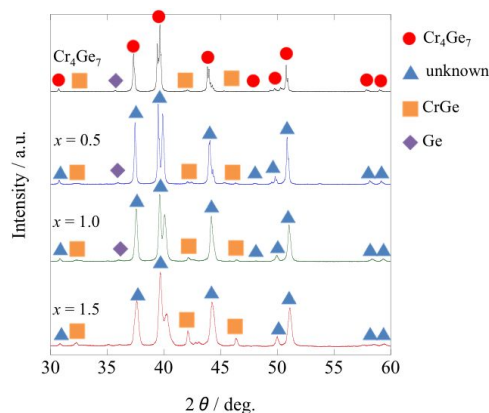 Cr₄Ge₇
x = 0.5
x = 1.0
x = 1.5
Intensity / a.u.
30 35 40 45 50 55 60
2 θ / deg.
Cr₄Ge₇
unknown
CrGe
Ge